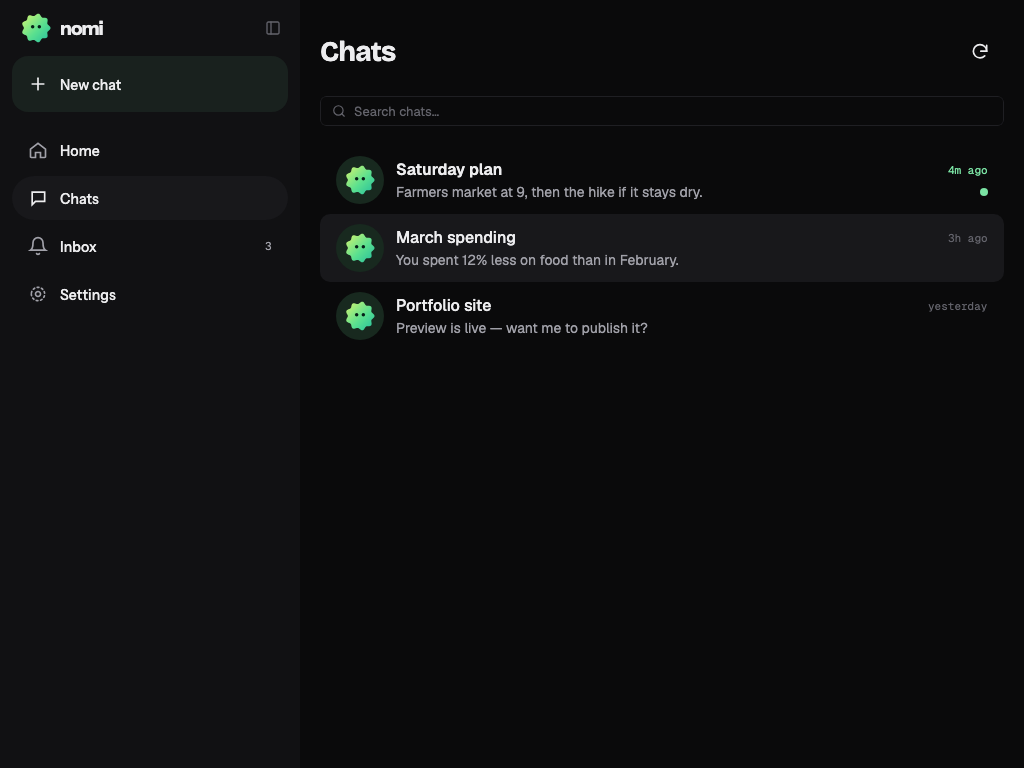 nomi
New chat
Home
Chats
Inbox 3
Settings
Chats
Search chats…
Saturday plan 4m ago
Farmers market at 9, then the hike if it stays dry.
March spending 3h ago
You spent 12% less on food than in February.
Portfolio site yesterday
Preview is live — want me to publish it?